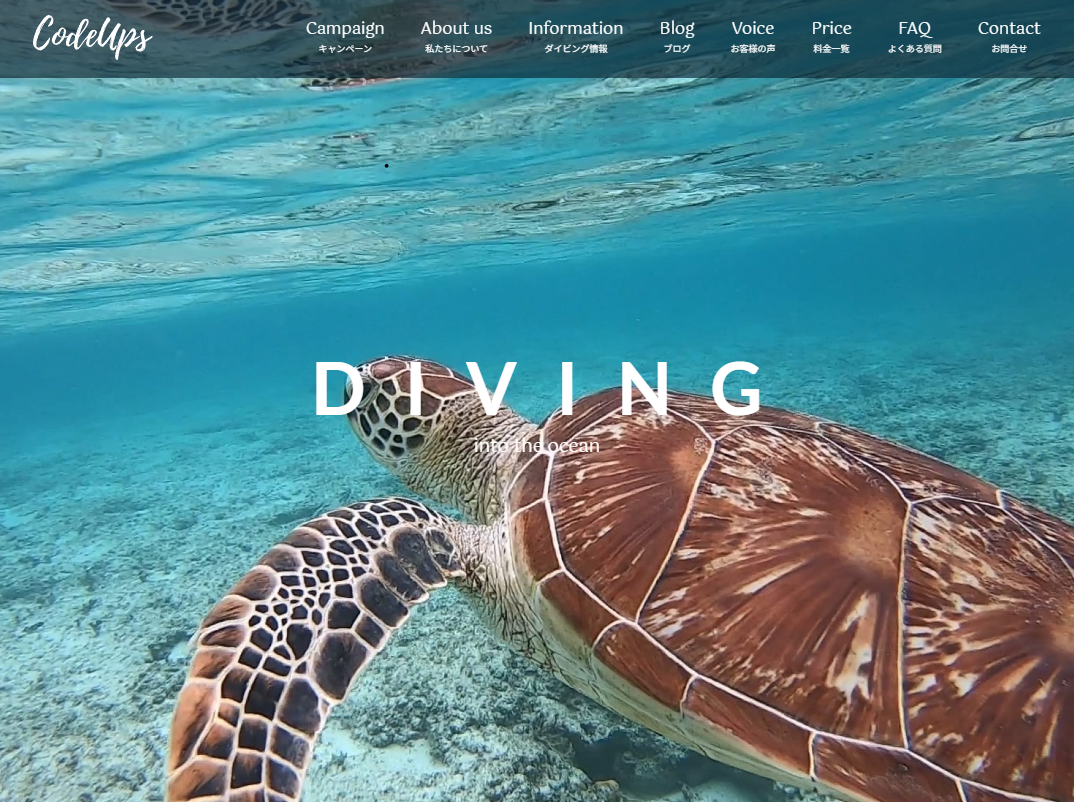 CodeUps
Campaign About us Information Blog Voice Price FAQ Contact
キャンペーン 私たちについて ダイビング情報 ブログ お客様の声 料金一覧 よくある質問 お問合せ
DIVING
into the ocean